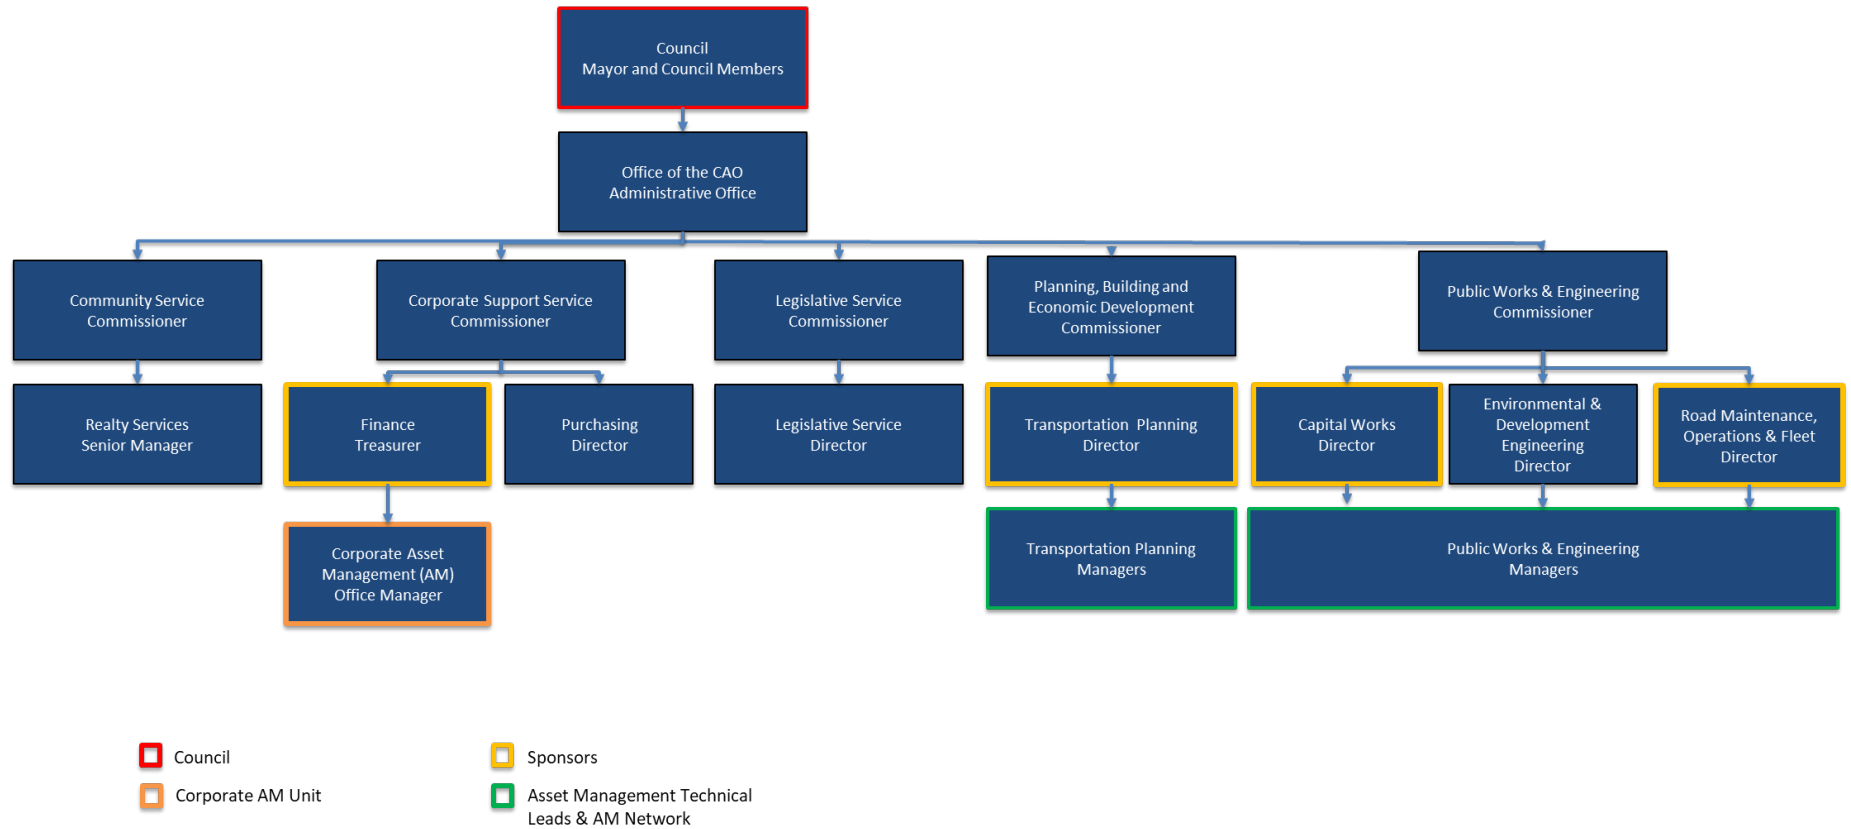 Council
Mayor and Council Members
Office of the CAO
Administrative Office
Community Service
Commissioner
Corporate Support Service
Commissioner
Legislative Service
Commissioner
Planning, Building and
Economic Development
Commissioner
Public Works & Engineering
Commissioner
Realty Services
Senior Manager
Finance
Treasurer
Purchasing
Director
Legislative Service
Director
Transportation Planning
Director
Capital Works
Director
Environmental &
Development
Engineering
Director
Road Maintenance,
Operations & Fleet
Director
Corporate Asset
Management (AM)
Office Manager
Transportation Planning
Managers
Public Works & Engineering
Managers
Council
Sponsors
Corporate AM Unit
Asset Management Technical
Leads & AM Network